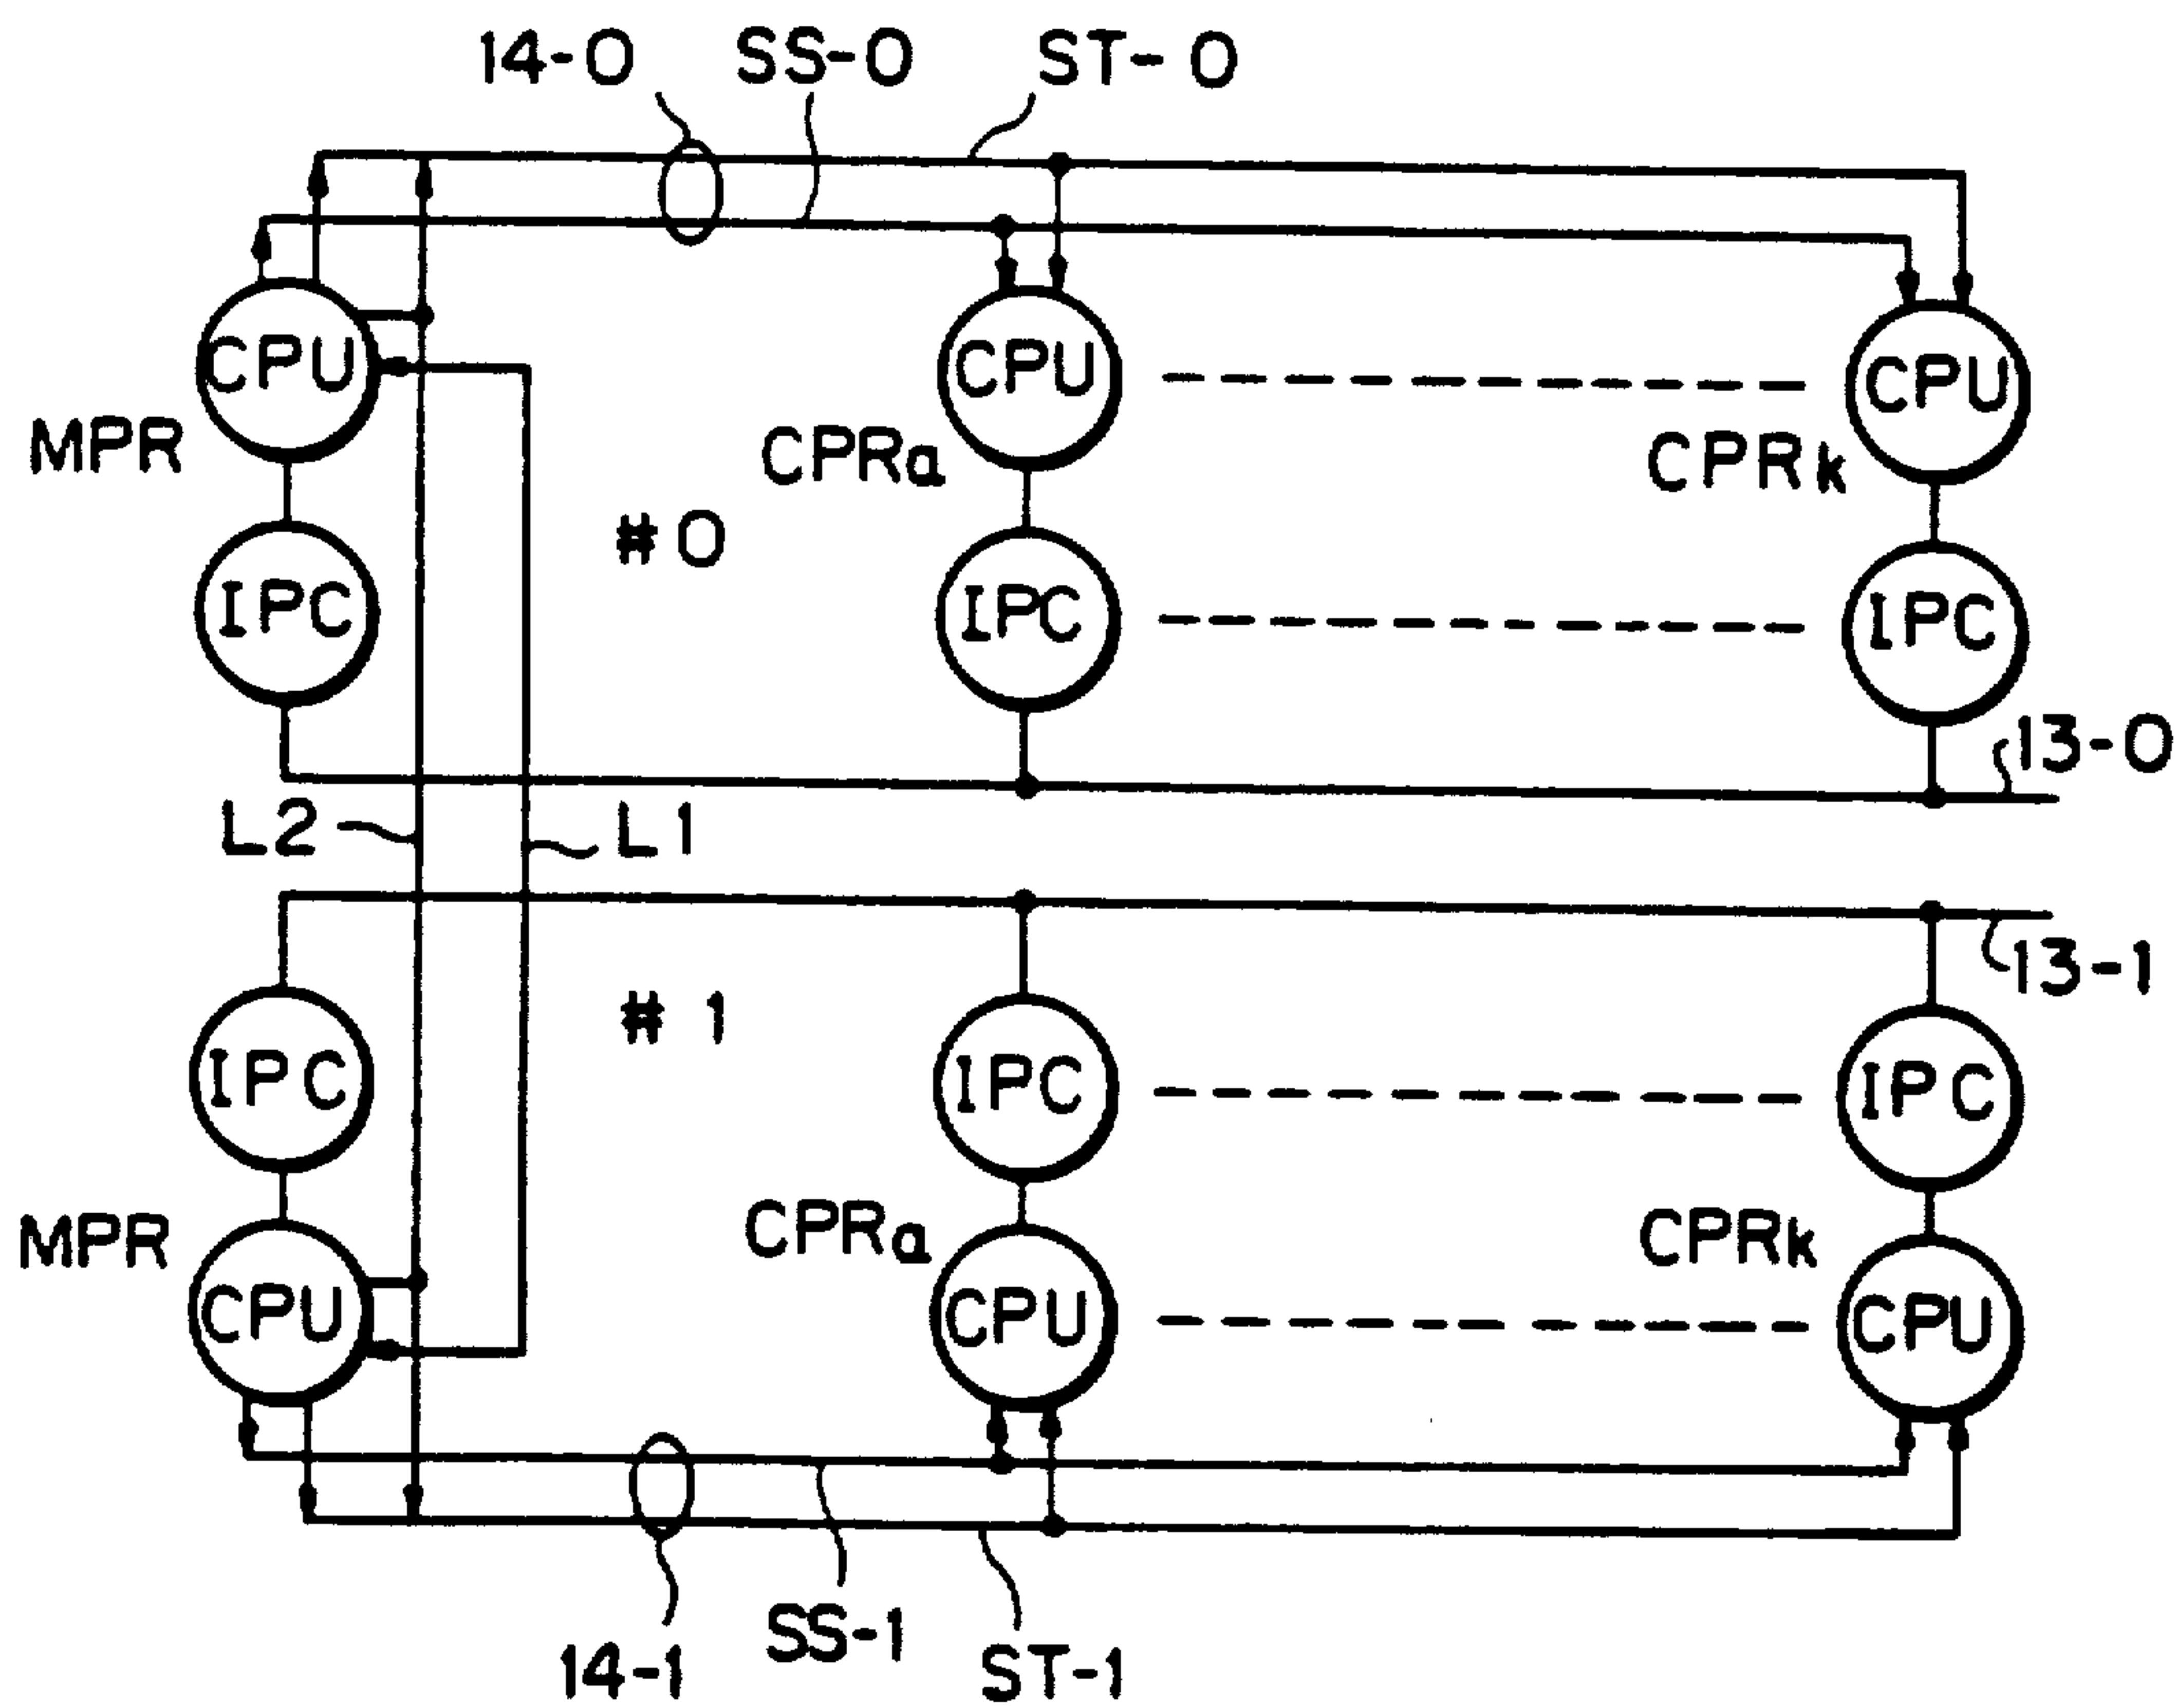 14-0 SS-0 ST-0
CPU CPU CPU
MPR CPRa CPRk
#0
IPC IPC IPC
13-0
L2 L1
13-1
#1
IPC IPC IPC
MPR CPRa CPRk
CPU CPU CPU
14-1 SS-1 ST-1